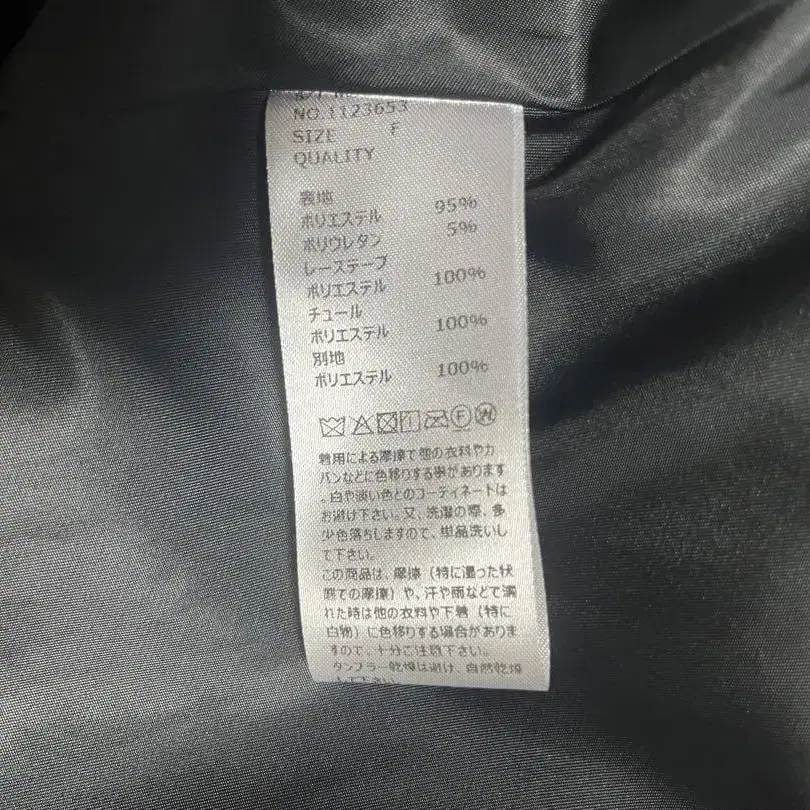 NO.1123653
SIZE F
QUALITY
表地
ポリエステル 95%
ポリウレタン 5%
レーステープ
ポリエステル 100%
チュール
ポリエステル 100%
別地
ポリエステル 100%
F W
着用による摩擦で他の衣料やカ
バンなどに色移りする事があります
。白や淡い色とのコーディネートは
お避け下さい。又、洗濯の際、多
少色落ちしますので、単品洗いし
て下さい。
この商品は、摩擦（特に湿った状
態での摩擦）や、汗や雨などで濡
れた時は他の衣料や下着（特に
白物）に色移りする場合がありま
すので、十分ご注意下さい。
タンブラー乾燥は避け、自然乾燥
して下さい。